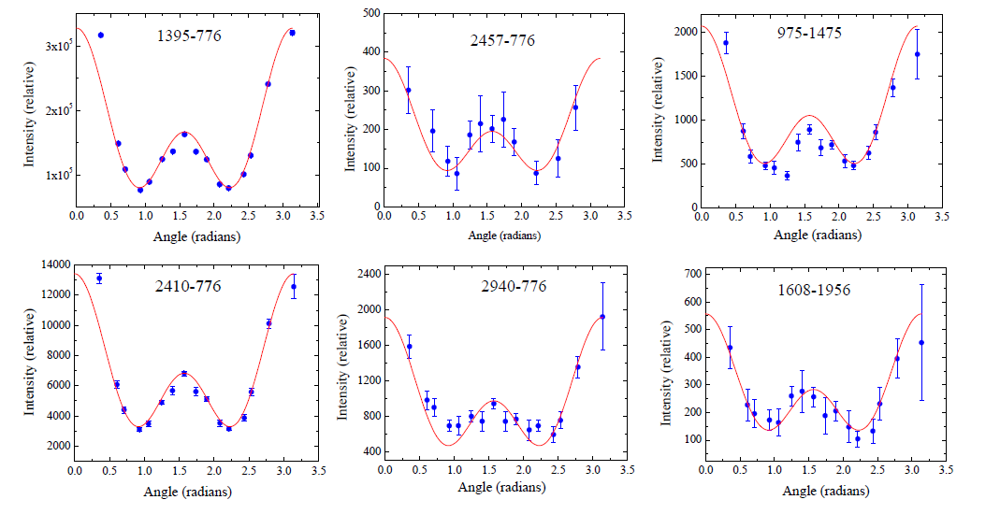 1395-776
3x10⁵
2x10⁵
1x10⁵
Intensity (relative)
0.0 0.5 1.0 1.5 2.0 2.5 3.0 3.5
Angle (radians)
2457-776
500
400
300
200
100
0
Intensity (relative)
0.0 0.5 1.0 1.5 2.0 2.5 3.0 3.5
Angle (radians)
975-1475
2000
1500
1000
500
0
Intensity (relative)
0.0 0.5 1.0 1.5 2.0 2.5 3.0 3.5
Angle (radians)
2410-776
14000
12000
10000
8000
6000
4000
2000
Intensity (relative)
0.0 0.5 1.0 1.5 2.0 2.5 3.0 3.5
Angle (radians)
2940-776
2400
2000
1600
1200
800
400
Intensity (relative)
0.0 0.5 1.0 1.5 2.0 2.5 3.0 3.5
Angle (radians)
1608-1956
700
600
500
400
300
200
100
Intensity (relative)
0.0 0.5 1.0 1.5 2.0 2.5 3.0 3.5
Angle (radians)